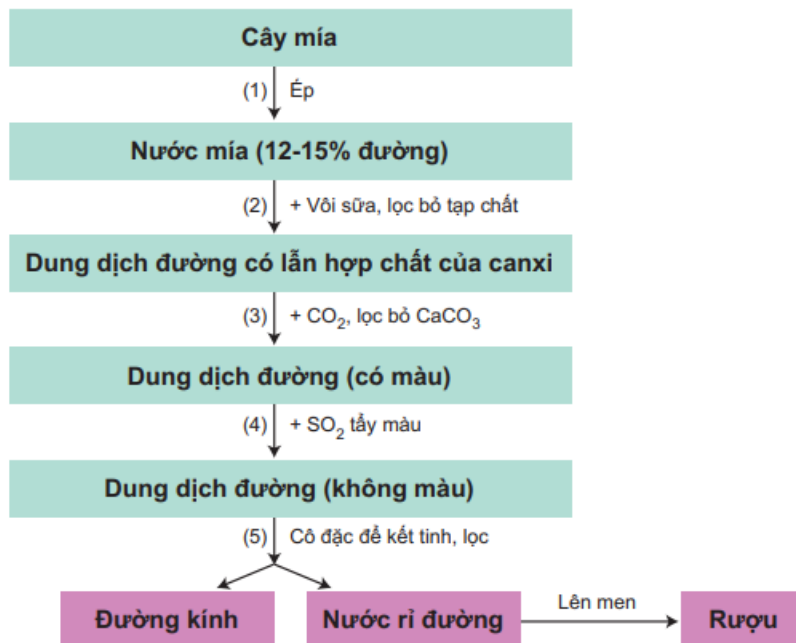 Cây mía
(1) Ép
Nước mía (12-15% đường)
(2) + Vôi sữa, lọc bỏ tạp chất
Dung dịch đường có lẫn hợp chất của canxi
(3) + CO₂, lọc bỏ CaCO₃
Dung dịch đường (có màu)
(4) + SO₂ tẩy màu
Dung dịch đường (không màu)
(5) Cô đặc để kết tinh, lọc
Đường kính
Nước rỉ đường
Lên men
Rượu